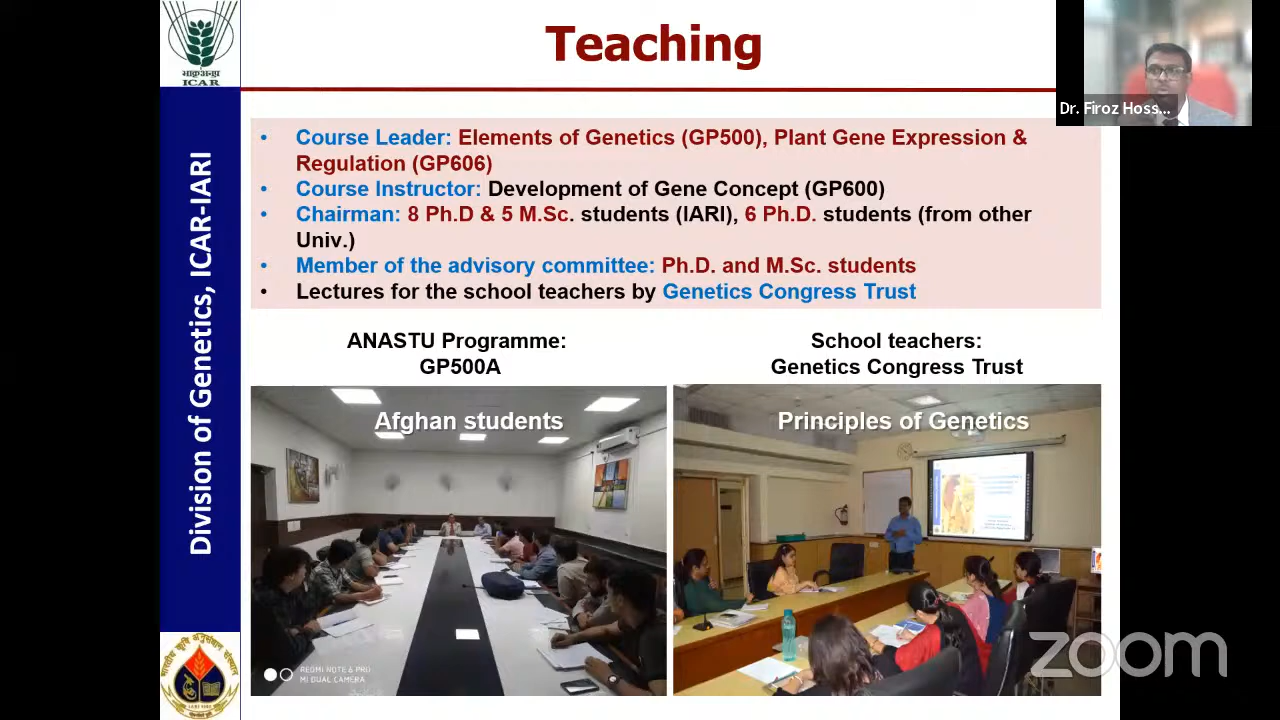 Teaching
भाकृअनुप
ICAR
Dr. Firoz Hoss...
Division of Genetics, ICAR-IARI
• Course Leader: Elements of Genetics (GP500), Plant Gene Expression &
Regulation (GP606)
• Course Instructor: Development of Gene Concept (GP600)
• Chairman: 8 Ph.D & 5 M.Sc. students (IARI), 6 Ph.D. students (from other
Univ.)
• Member of the advisory committee: Ph.D. and M.Sc. students
• Lectures for the school teachers by Genetics Congress Trust
ANASTU Programme:
GP500A
School teachers:
Genetics Congress Trust
Afghan students
Principles of Genetics
REDMI NOTE 6 PRO
MI DUAL CAMERA
भारतीय कृषि अनुसंधान संस्थान
zoom